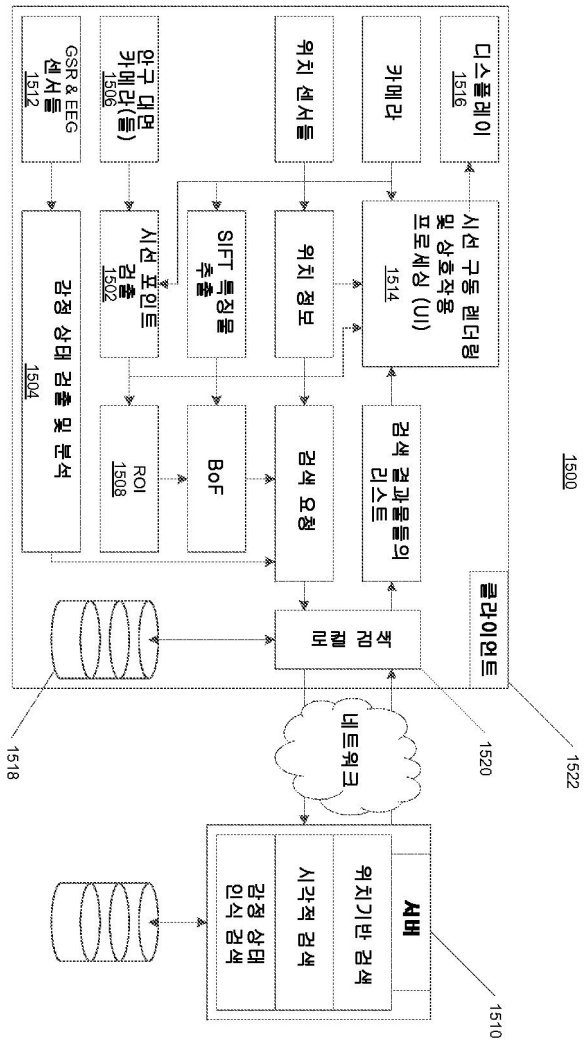 1500
클라이언트
1522
디스플레이
1516
카메라
위치 센서들
안구 대면
카메라(들)
1506
GSR & EEG
센서들
1512
시선 구동 렌더링
및 상호작용
프로세싱 (UI)
1514
위치 정보
SIFT 특징물
추출
시선 포인트
검출
1502
감정 상태 검출 및 분석
1504
검색 결과물들의
리스트
검색 요청
BoF
ROI
1508
로컬 검색
1520
1518
네트워크
서버
1510
위치기반 검색
시각적 검색
감정 상태
인식 검색